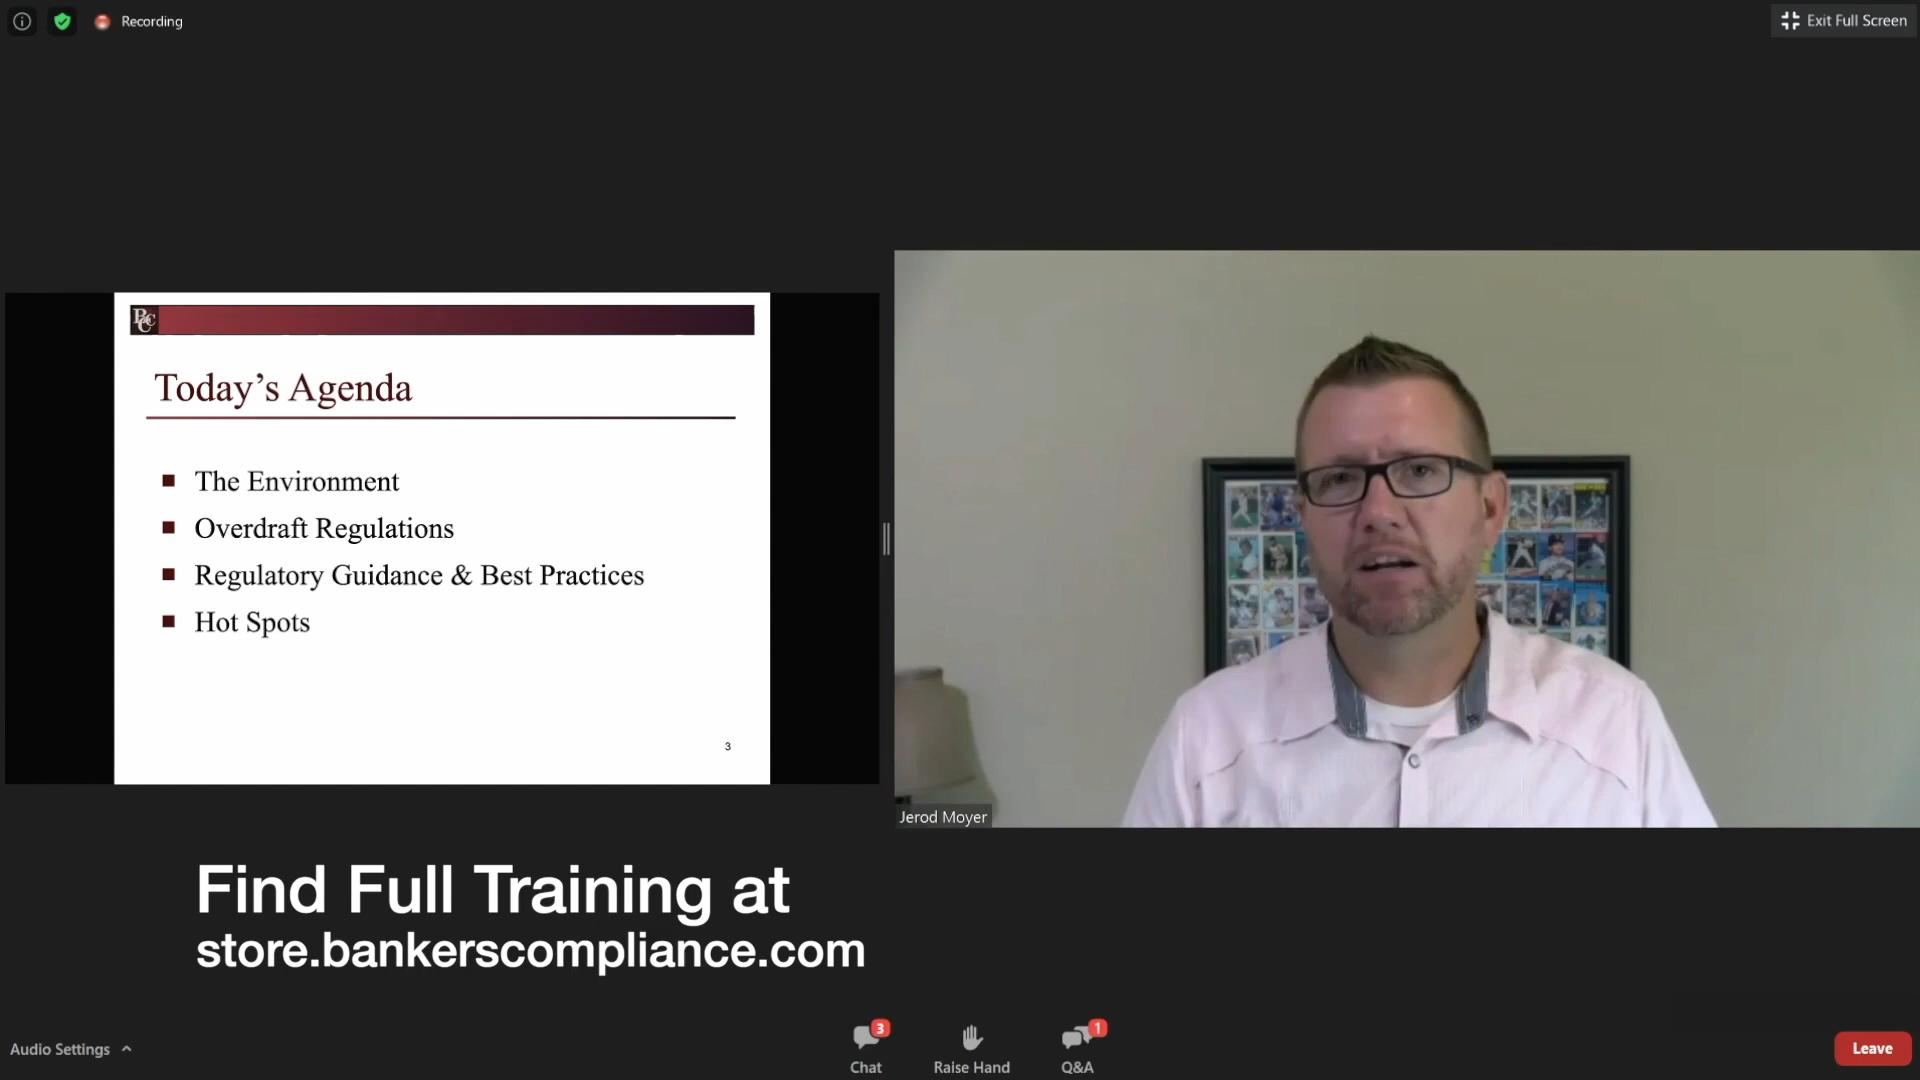 Recording
Exit Full Screen
BCC
Today's Agenda
The Environment
Overdraft Regulations
Regulatory Guidance & Best Practices
Hot Spots
3
Jerod Moyer
Find Full Training at
store.bankerscompliance.com
Audio Settings
3
Chat
Raise Hand
1
Q&A
Leave